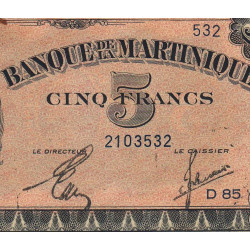 532
BANQUE DE LA MARTINIQUE
5
CINQ FRANCS
2103532
LE DIRECTEUR LE CAISSIER
D 85